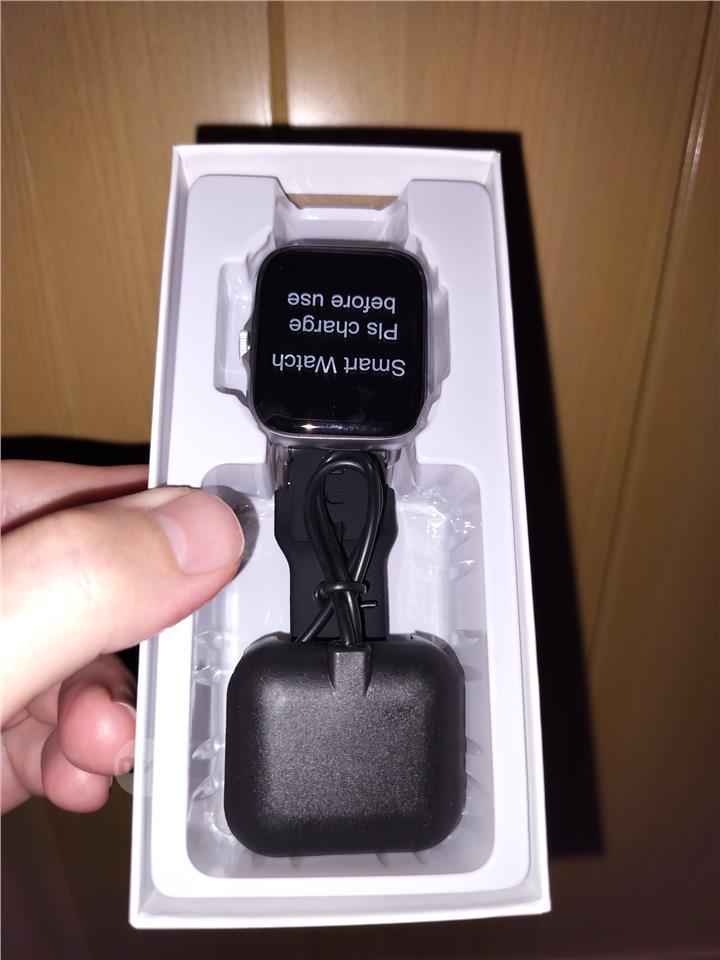 Smart Watch
Pls charge
before use